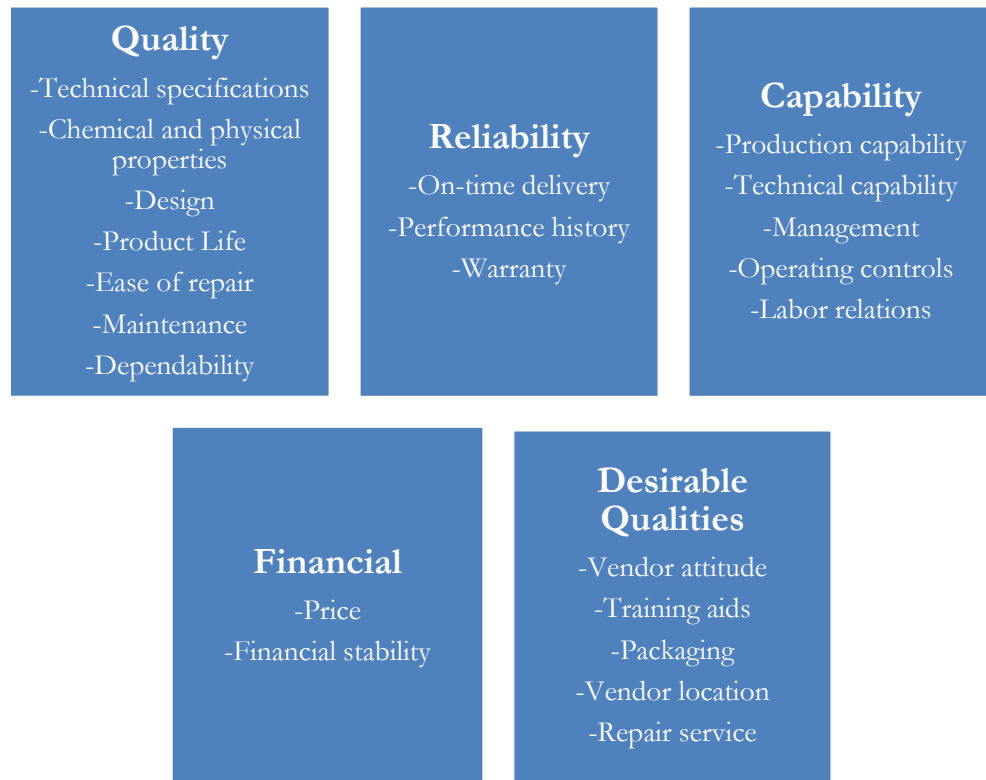 Quality
-Technical specifications
-Chemical and physical
properties
-Design
-Product Life
-Ease of repair
-Maintenance
-Dependability
Reliability
-On-time delivery
-Performance history
-Warranty
Capability
-Production capability
-Technical capability
-Management
-Operating controls
-Labor relations
Financial
-Price
-Financial stability
Desirable
Qualities
-Vendor attitude
-Training aids
-Packaging
-Vendor location
-Repair service